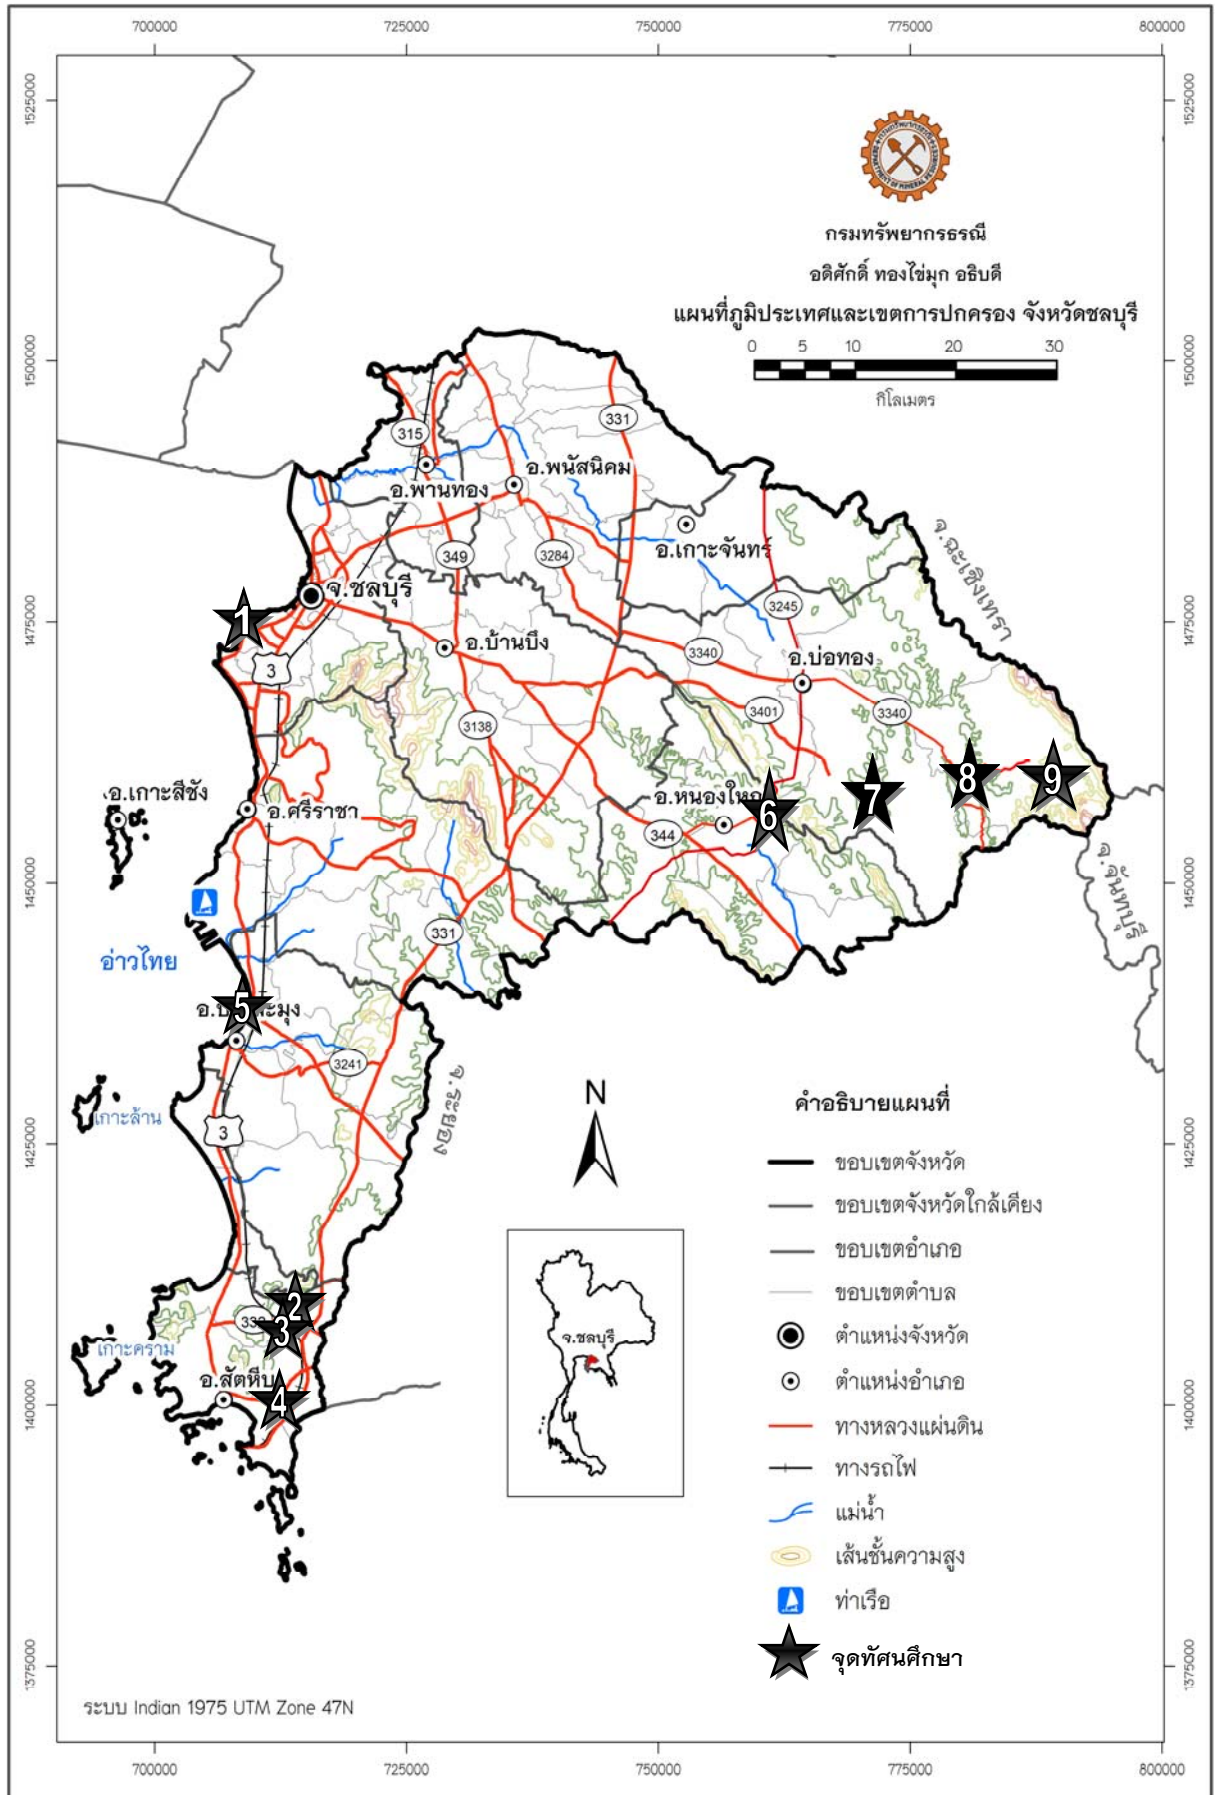 700000 725000 750000 775000 800000
1525000 1525000
DEPARTMENT OF MINERAL RESOURCES
กรมทรัพยากรธรณี
อดิศักดิ์ ทองไข่มุก อธิบดี
แผนที่ภูมิประเทศและเขตการปกครอง จังหวัดชลบุรี
0 5 10 20 30
กิโลเมตร
1500000 1500000
315
331
อ.พนัสนิคม
อ.พานทอง
349
3284
อ.เกาะจันทร์
จ.ฉะเชิงเทรา
จ.ชลบุรี
1
3245
1475000 1475000
อ.บ้านบึง
3340
อ.บ่อทอง
3
3401
3340
3138
อ.เกาะสีชัง
อ.ศรีราชา
อ.หนองใหญ่
6
7
8
9
344
จ.จันทบุรี
1450000 1450000
331
อ่าวไทย
5
3241
จ.ระยอง
เกาะล้าน
3
1425000 1425000
N
คำอธิบายแผนที่
ขอบเขตจังหวัด
ขอบเขตจังหวัดใกล้เคียง
ขอบเขตอำเภอ
ขอบเขตตำบล
ตำแหน่งจังหวัด
ตำแหน่งอำเภอ
ทางหลวงแผ่นดิน
ทางรถไฟ
แม่น้ำ
เส้นชั้นความสูง
ท่าเรือ
จุดทัศนศึกษา
จ.ชลบุรี
2
3
เกาะคราม
อ.สัตหีบ
4
1400000 1400000
1375000 1375000
ระบบ Indian 1975 UTM Zone 47N
700000 725000 750000 775000 800000